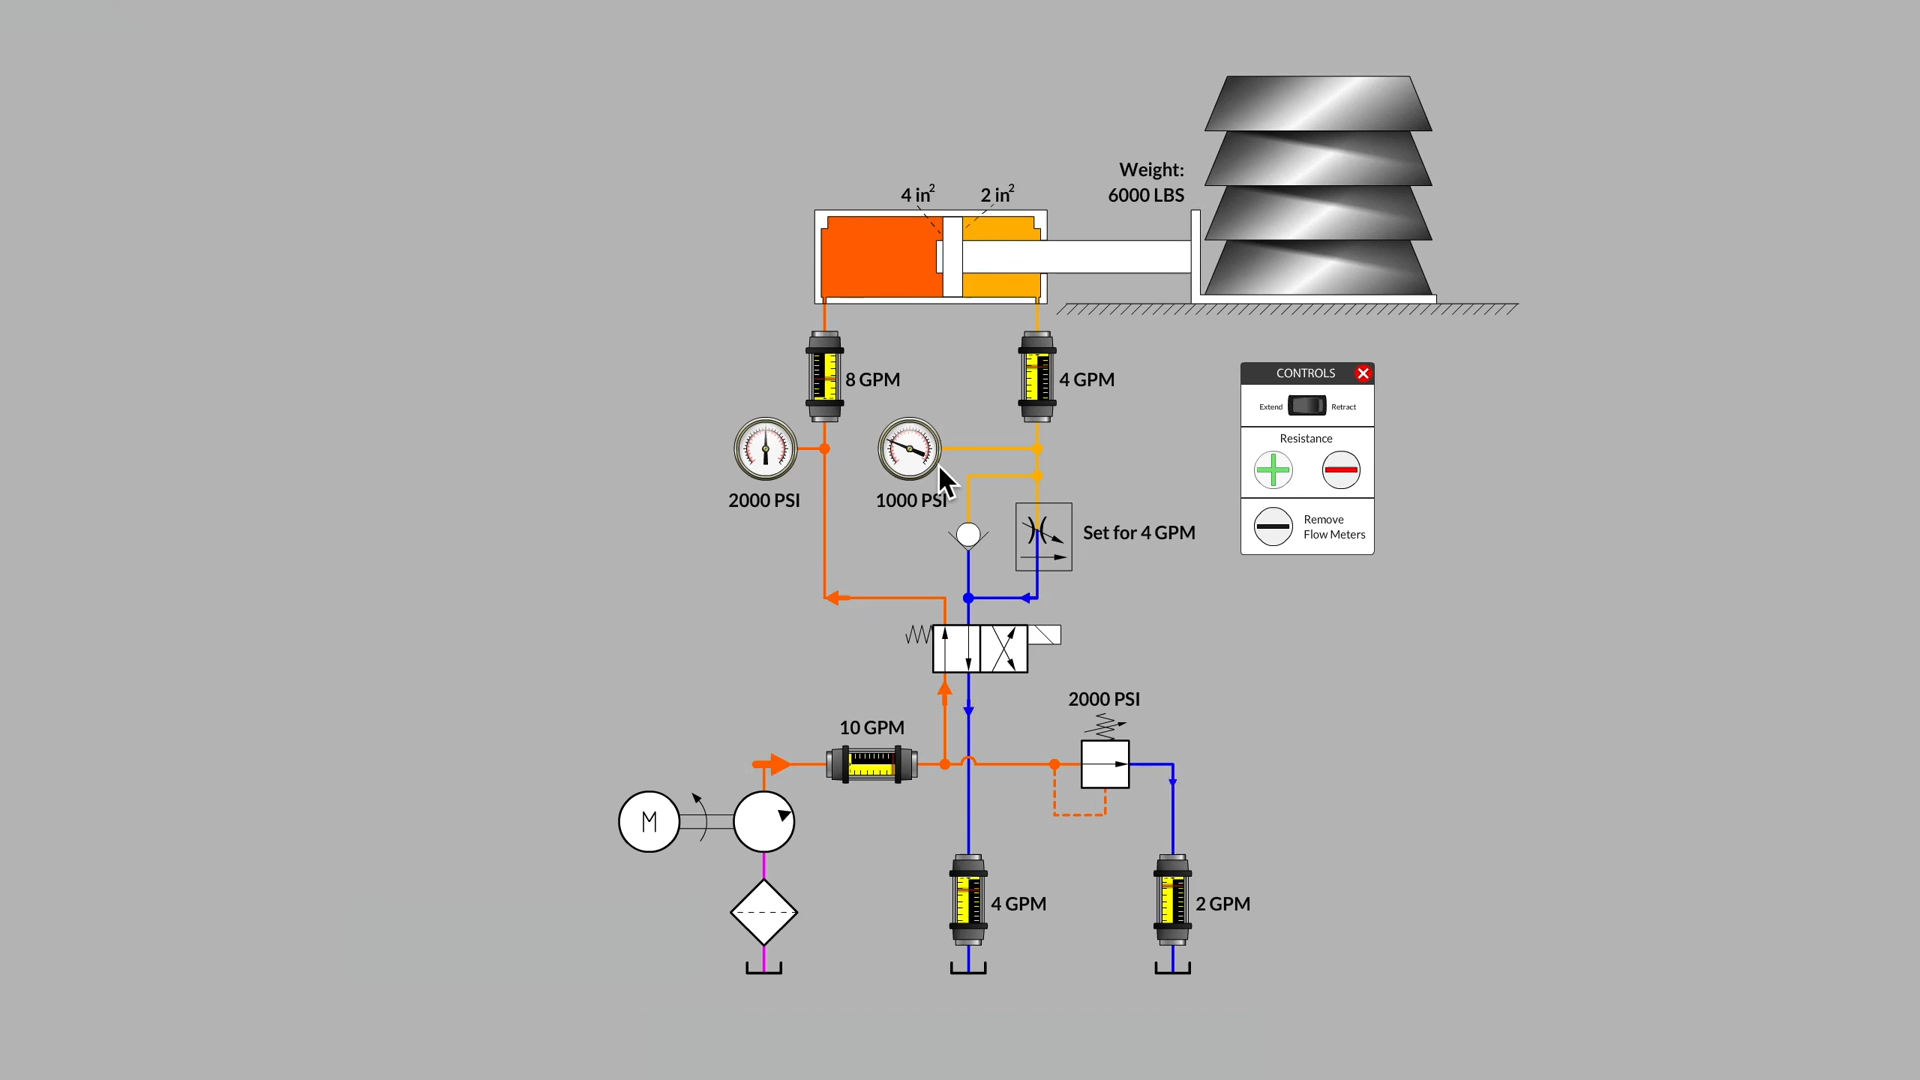 Weight:
6000 LBS
4 in² 2 in²
8 GPM
4 GPM
CONTROLS
Extend Retract
Resistance
Remove
Flow Meters
2000 PSI
1000 PSI
Set for 4 GPM
2000 PSI
10 GPM
M
4 GPM
2 GPM